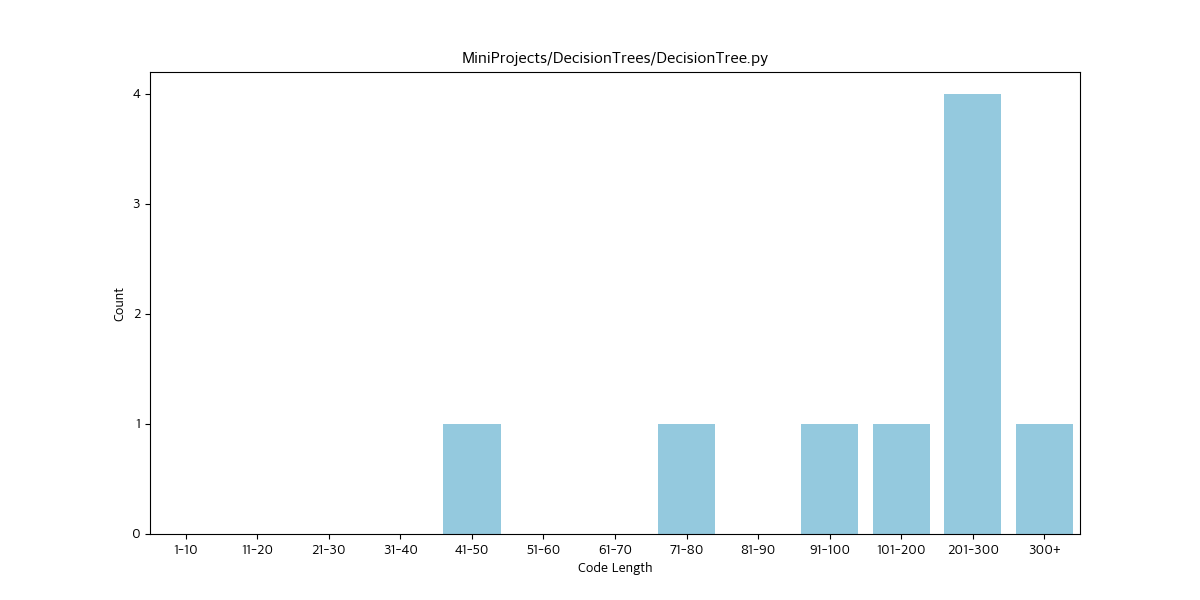 MiniProjects/DecisionTrees/DecisionTree.py
Count
4
3
2
1
0
1-10 11-20 21-30 31-40 41-50 51-60 61-70 71-80 81-90 91-100 101-200 201-300 300+
Code Length